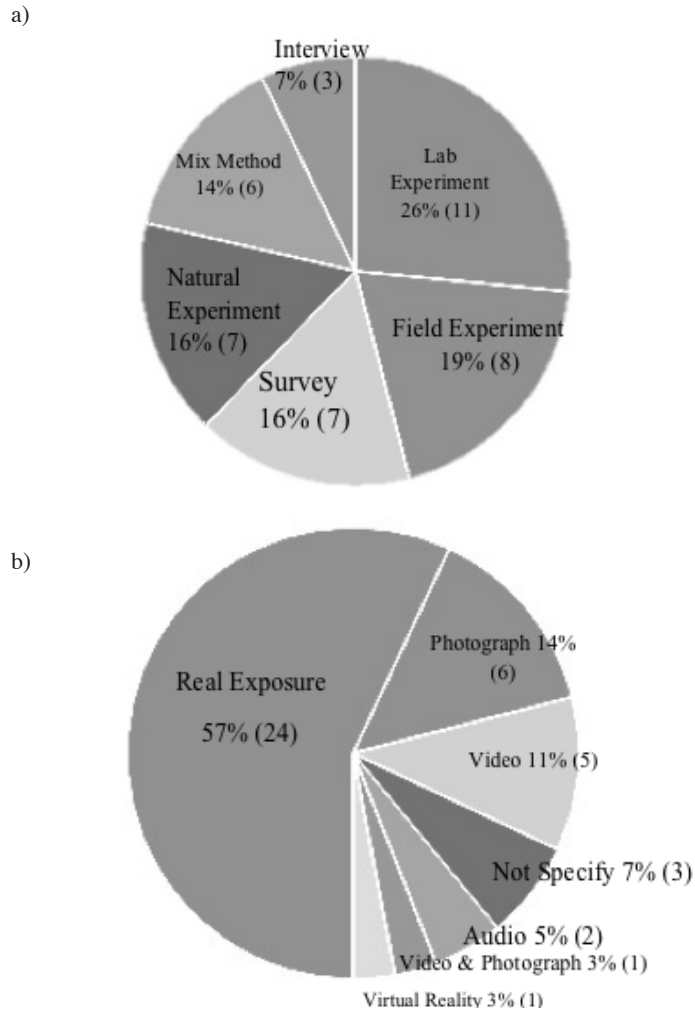 a)
Interview
7% (3)
Lab
Experiment
26% (11)
Mix Method
14% (6)
Natural
Experiment
16% (7)
Field Experiment
19% (8)
Survey
16% (7)
b)
Photograph 14%
(6)
Real Exposure
57% (24)
Video 11% (5)
Not Specify 7% (3)
Audio 5% (2)
Video & Photograph 3% (1)
Virtual Reality 3% (1)